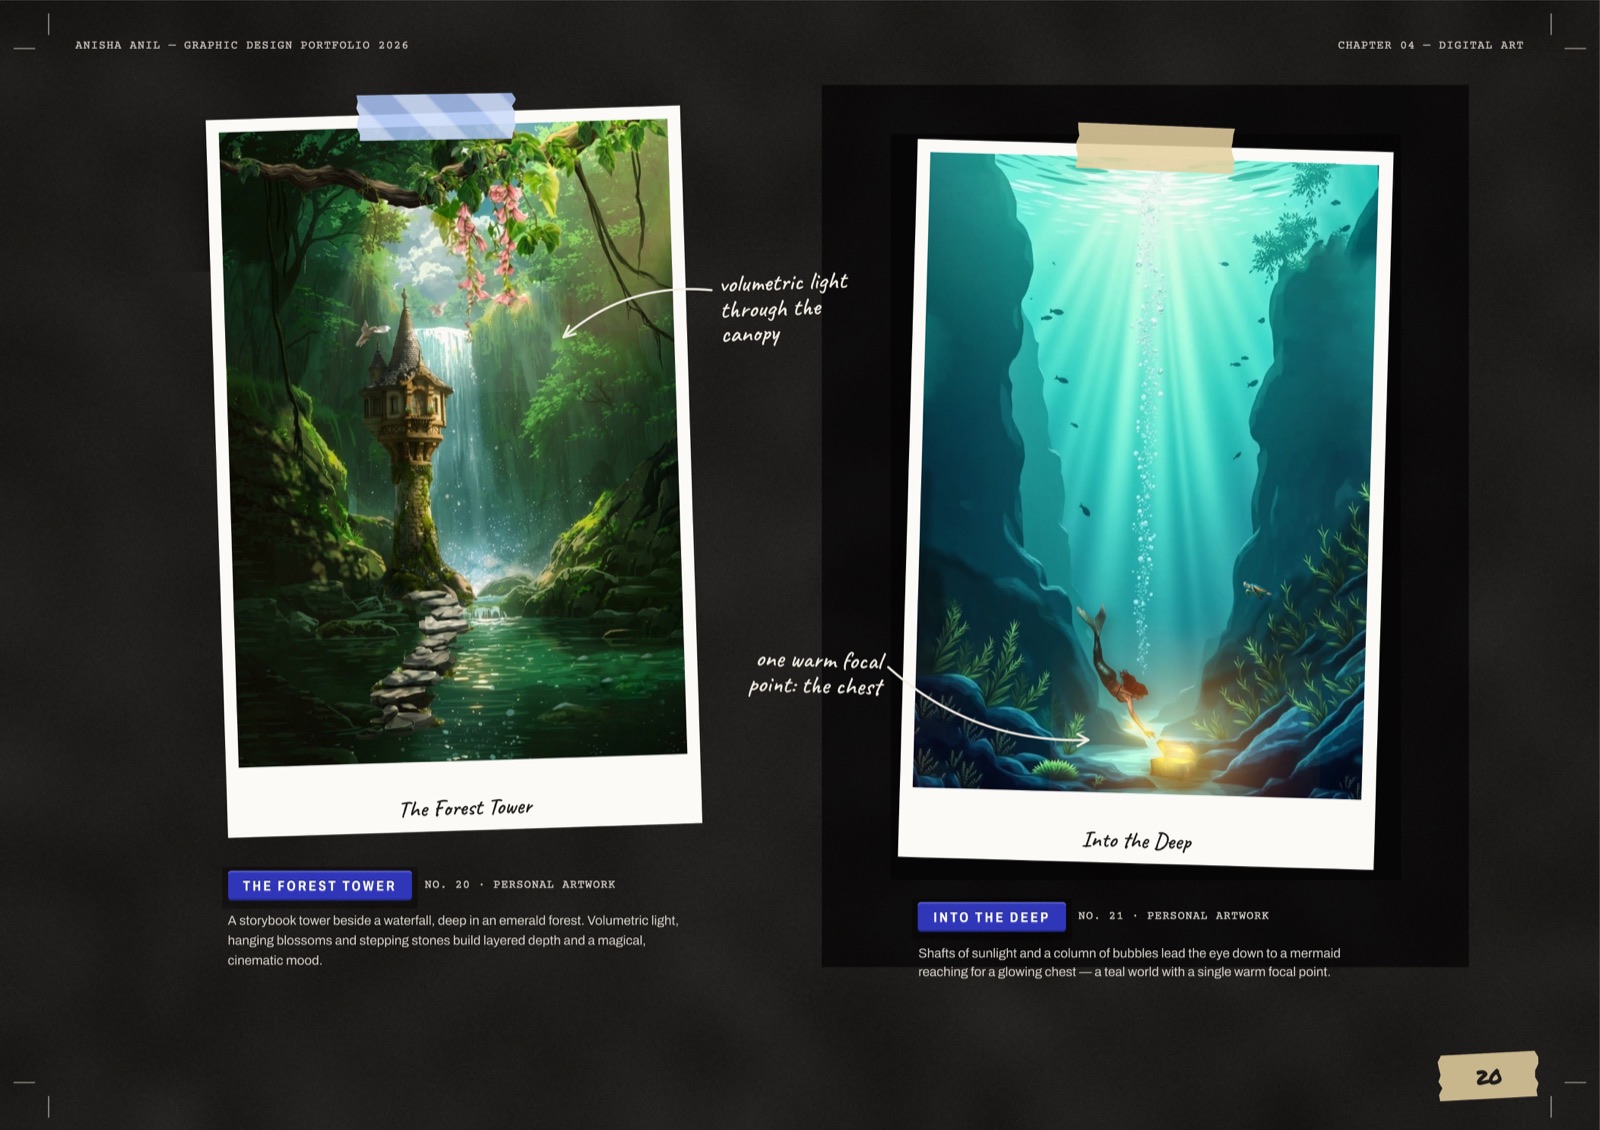 ANISHA ANIL — GRAPHIC DESIGN PORTFOLIO 2026
CHAPTER 04 — DIGITAL ART
volumetric light
through the
canopy
one warm focal
point: the chest
The Forest Tower
Into the Deep
THE FOREST TOWER
NO. 20 · PERSONAL ARTWORK
A storybook tower beside a waterfall, deep in an emerald forest. Volumetric light,
hanging blossoms and stepping stones build layered depth and a magical,
cinematic mood.
INTO THE DEEP
NO. 21 · PERSONAL ARTWORK
Shafts of sunlight and a column of bubbles lead the eye down to a mermaid
reaching for a glowing chest — a teal world with a single warm focal point.
20